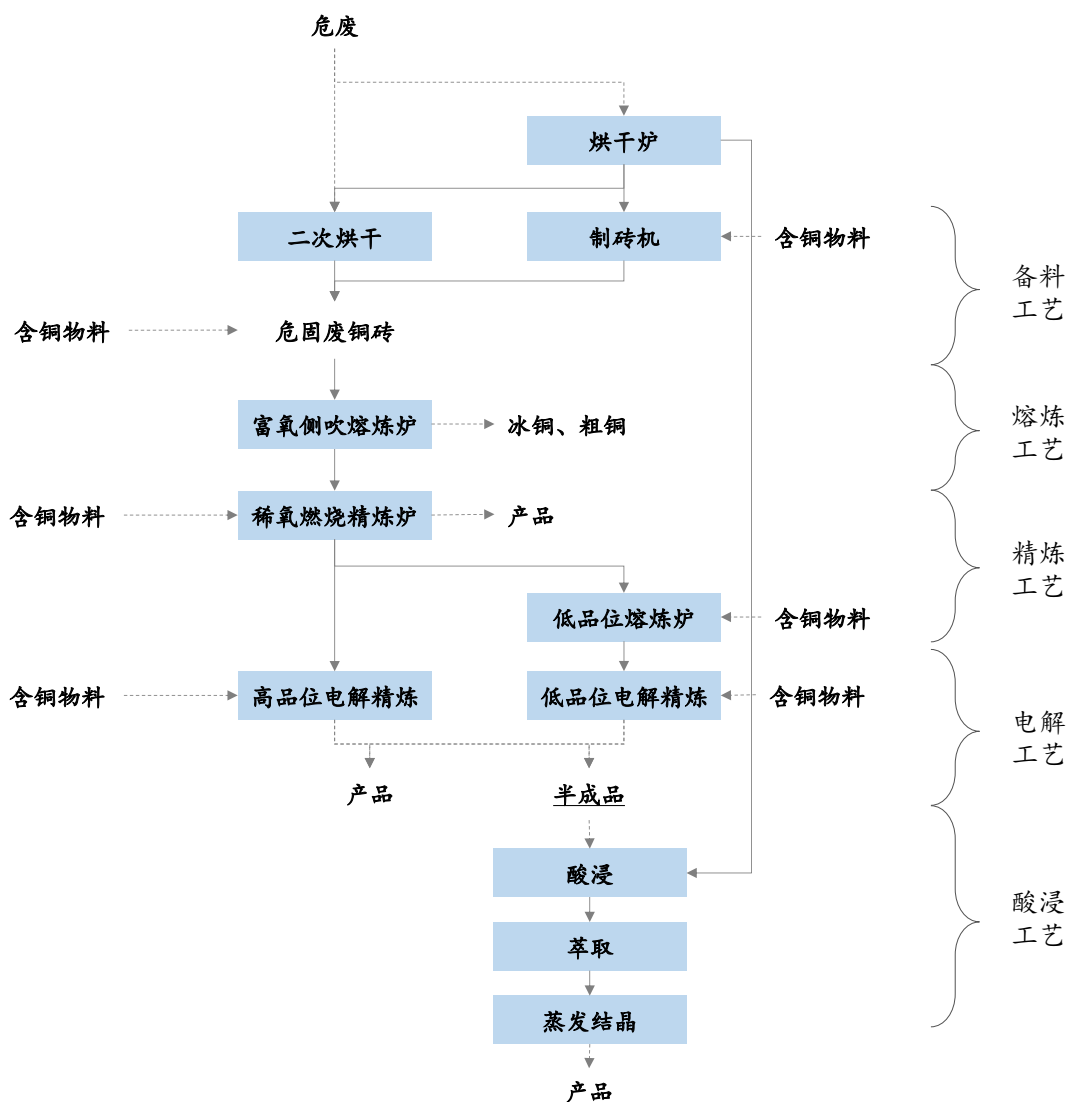 危废
烘干炉
二次烘干
制砖机
含铜物料
备料
工艺
含铜物料
危固废铜砖
富氧侧吹熔炼炉
冰铜、粗铜
熔炼
工艺
含铜物料
稀氧燃烧精炼炉
产品
精炼
工艺
低品位熔炼炉
含铜物料
含铜物料
高品位电解精炼
低品位电解精炼
含铜物料
电解
工艺
产品
半成品
酸浸
酸浸
工艺
萃取
蒸发结晶
产品